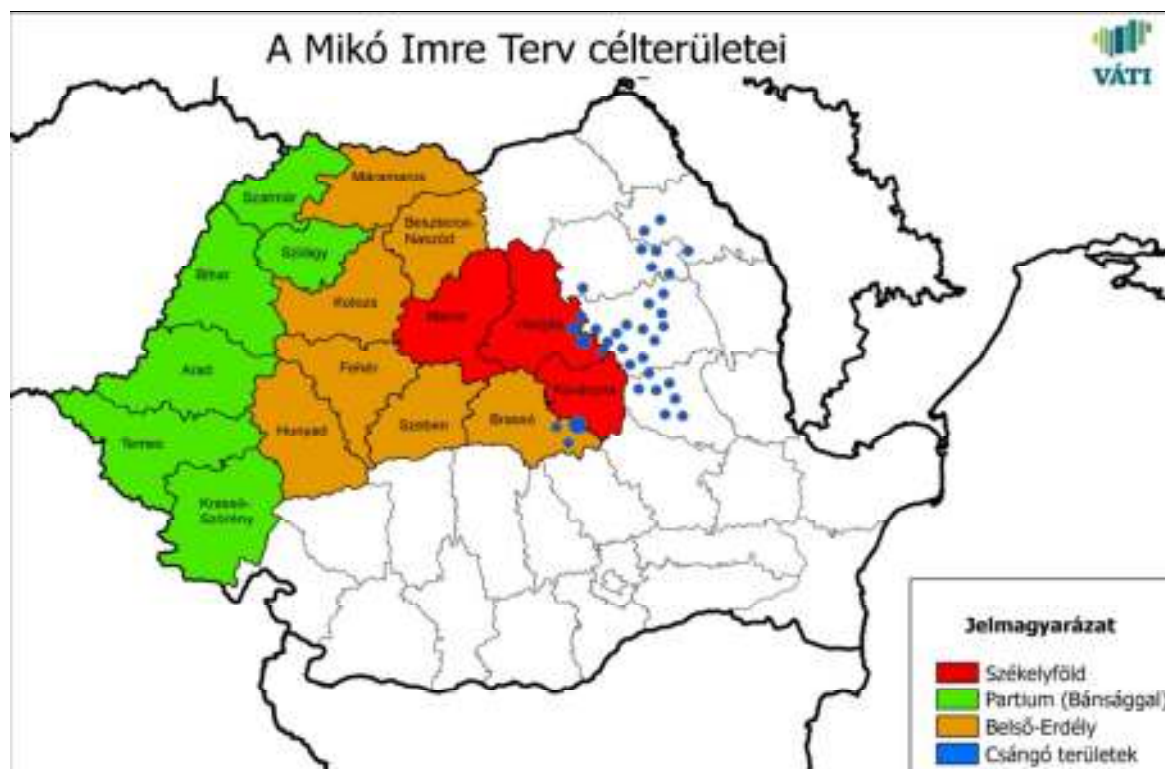 A Mikó Imre Terv célterületei
VÁTI
Szatmár
Máramaros
Beszterce-
Naszód
Szilágy
Bihar
Kolozs
Maros
Hargita
Arad
Fehér
Kovászna
Temes
Hunyad
Szeben
Brassó
Krassó-
Szörény
Jelmagyarázat
Székelyföld
Partium (Bánsággal)
Belső-Erdély
Csángó területek